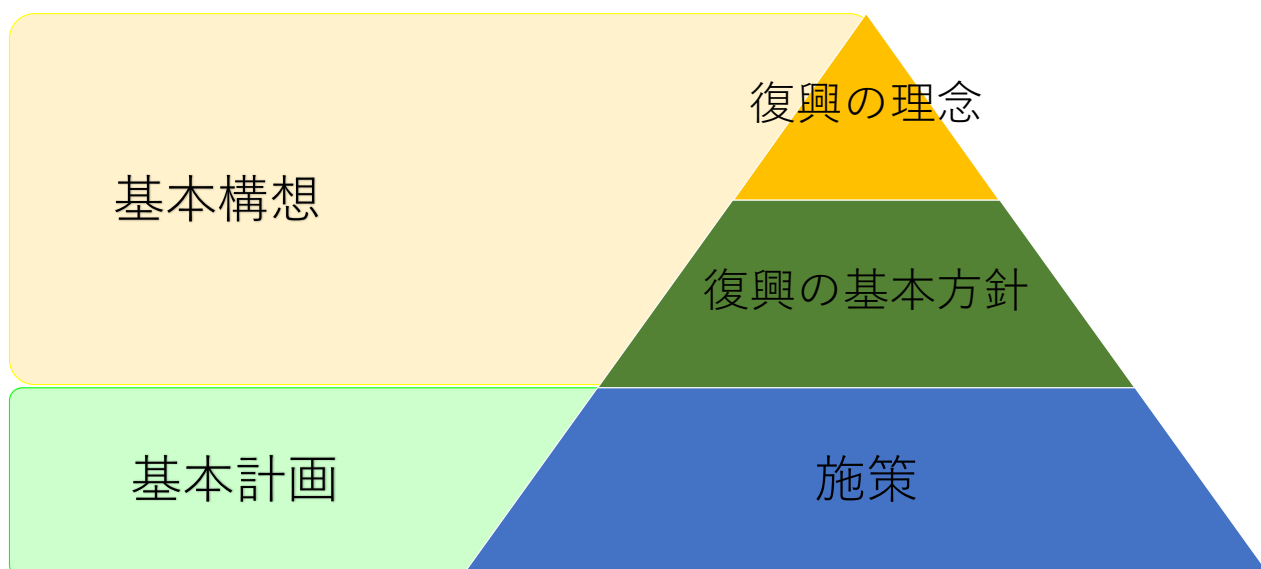 復興の理念
基本構想
復興の基本方針
基本計画
施策